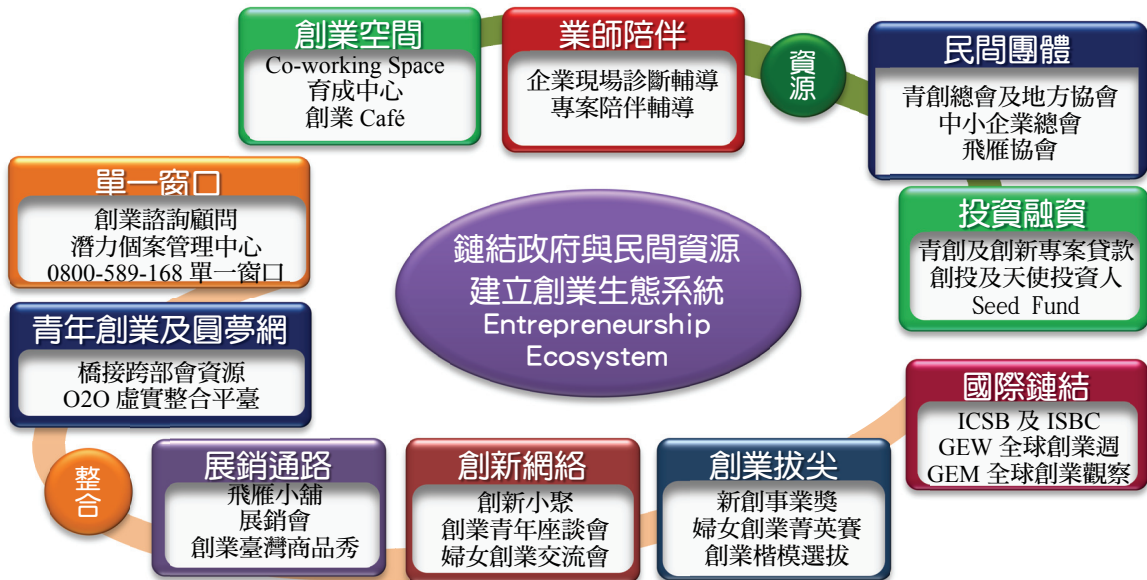 創業空間
Co-working Space
育成中心
創業 Café
業師陪伴
企業現場診斷輔導
專案陪伴輔導
資源
民間團體
青創總會及地方協會
中小企業總會
飛雁協會
單一窗口
創業諮詢顧問
潛力個案管理中心
0800-589-168 單一窗口
鏈結政府與民間資源
建立創業生態系統
Entrepreneurship
Ecosystem
投資融資
青創及創新專案貸款
創投及天使投資人
Seed Fund
青年創業及圓夢網
橋接跨部會資源
O2O 虛實整合平臺
國際鏈結
ICSB 及 ISBC
GEW 全球創業週
GEM 全球創業觀察
整合
展銷通路
飛雁小舖
展銷會
創業臺灣商品秀
創新網絡
創新小聚
創業青年座談會
婦女創業交流會
創業拔尖
新創事業獎
婦女創業菁英賽
創業楷模選拔